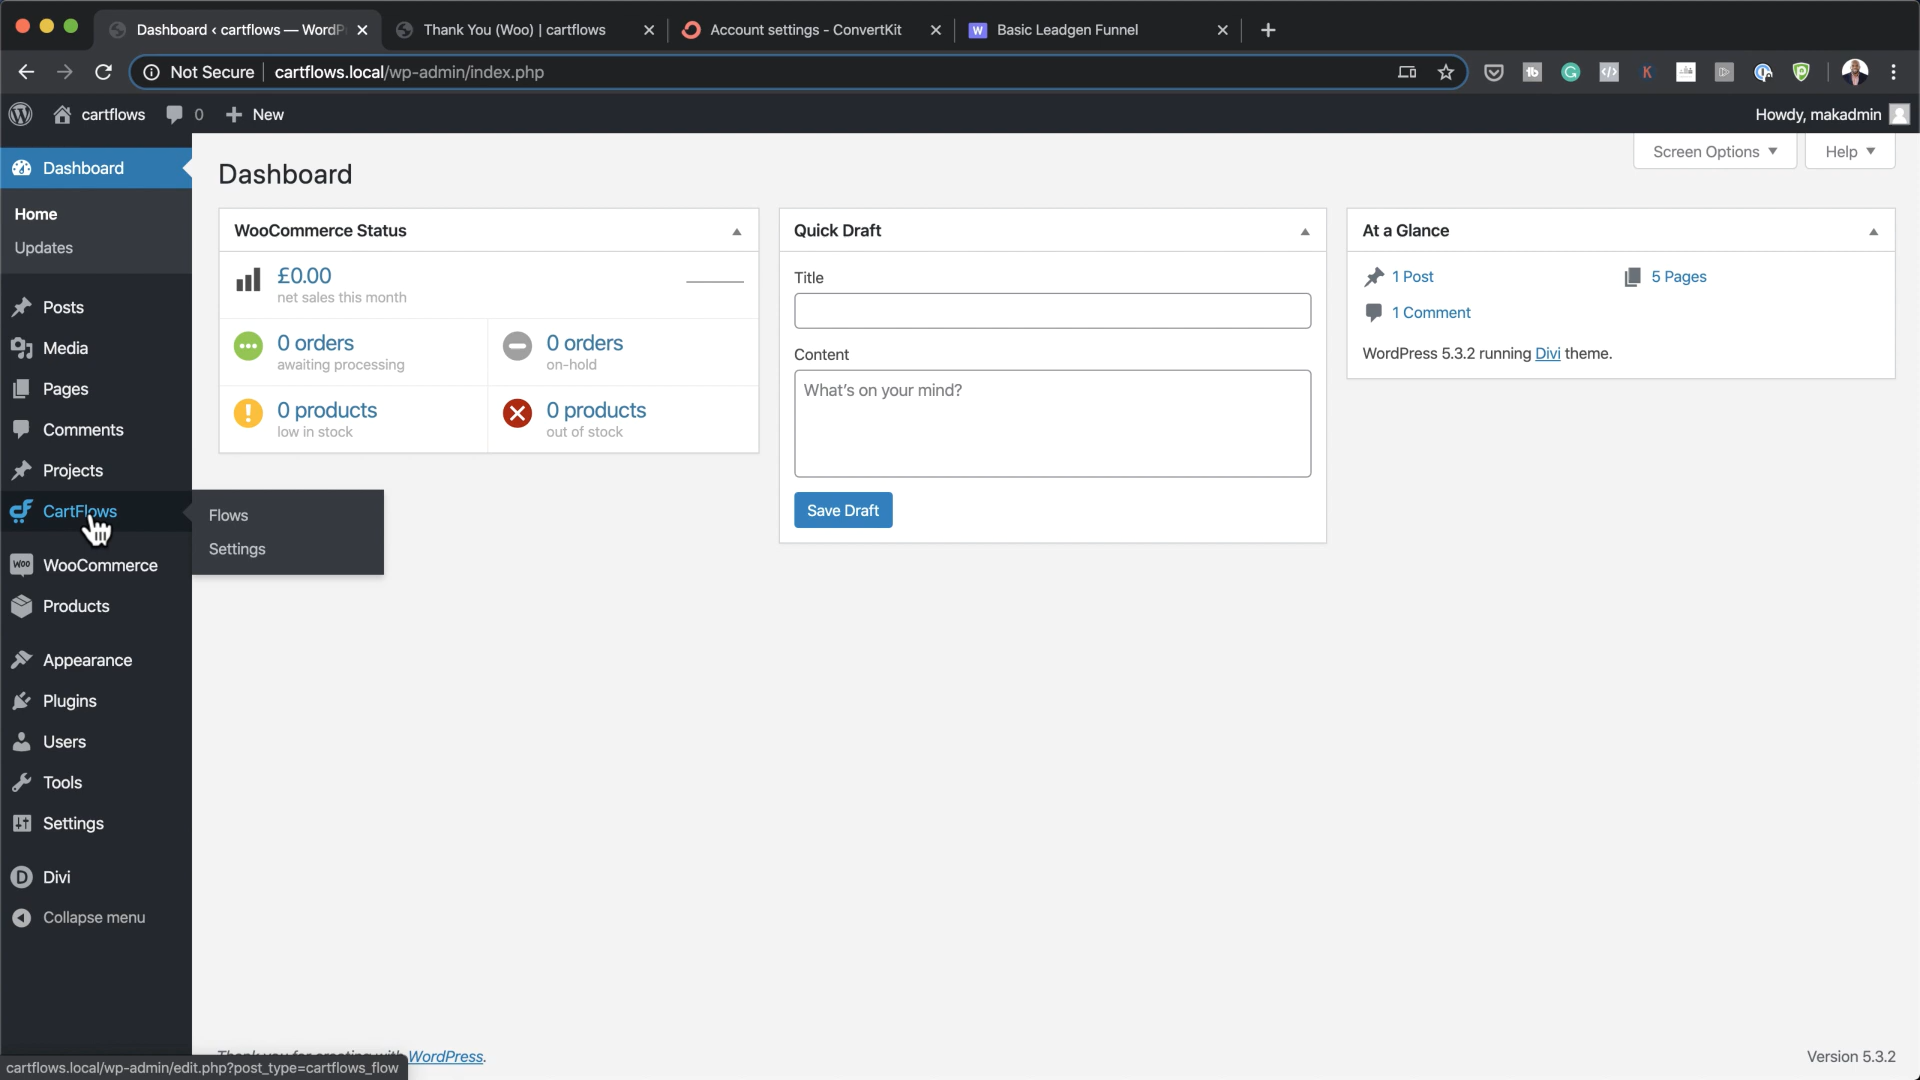 Dashboard ‹ cartflows — WordP
Thank You (Woo) | cartflows
Account settings - ConvertKit
W Basic Leadgen Funnel
Not Secure | cartflows.local/wp-admin/index.php
cartflows 0 New
Howdy, makadmin
Dashboard
Home
Updates
Posts
Media
Pages
Comments
Projects
CartFlows
Flows
Settings
WooCommerce
Products
Appearance
Plugins
Users
Tools
Settings
Divi
Collapse menu
Screen Options
Help
Dashboard
WooCommerce Status
£0.00
net sales this month
0 orders
awaiting processing
0 orders
on-hold
0 products
low in stock
0 products
out of stock
Quick Draft
Title
Content
What's on your mind?
Save Draft
At a Glance
1 Post
5 Pages
1 Comment
WordPress 5.3.2 running Divi theme.
Thank you for creating with WordPress.
Version 5.3.2
cartflows.local/wp-admin/edit.php?post_type=cartflows_flow